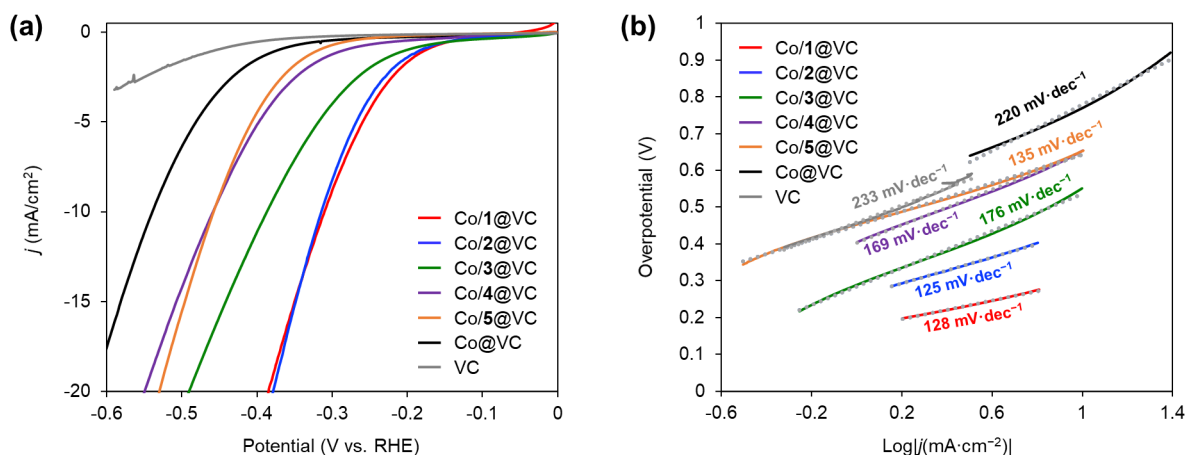 (a)
0
-5
-10
-15
-20
j (mA/cm²)
-0.6
-0.5
-0.4
-0.3
-0.2
-0.1
0
Potential (V vs. RHE)
Co/1@VC
Co/2@VC
Co/3@VC
Co/4@VC
Co/5@VC
Co@VC
VC
(b)
1
0.9
0.8
0.7
0.6
0.5
0.4
0.3
0.2
0.1
0
Overpotential (V)
-0.6
-0.2
0.2
0.6
1
1.4
Log|j(mA·cm⁻²)|
Co/1@VC
Co/2@VC
Co/3@VC
Co/4@VC
Co/5@VC
Co@VC
VC
220 mV·dec⁻¹
135 mV·dec⁻¹
233 mV·dec⁻¹
176 mV·dec⁻¹
169 mV·dec⁻¹
125 mV·dec⁻¹
128 mV·dec⁻¹